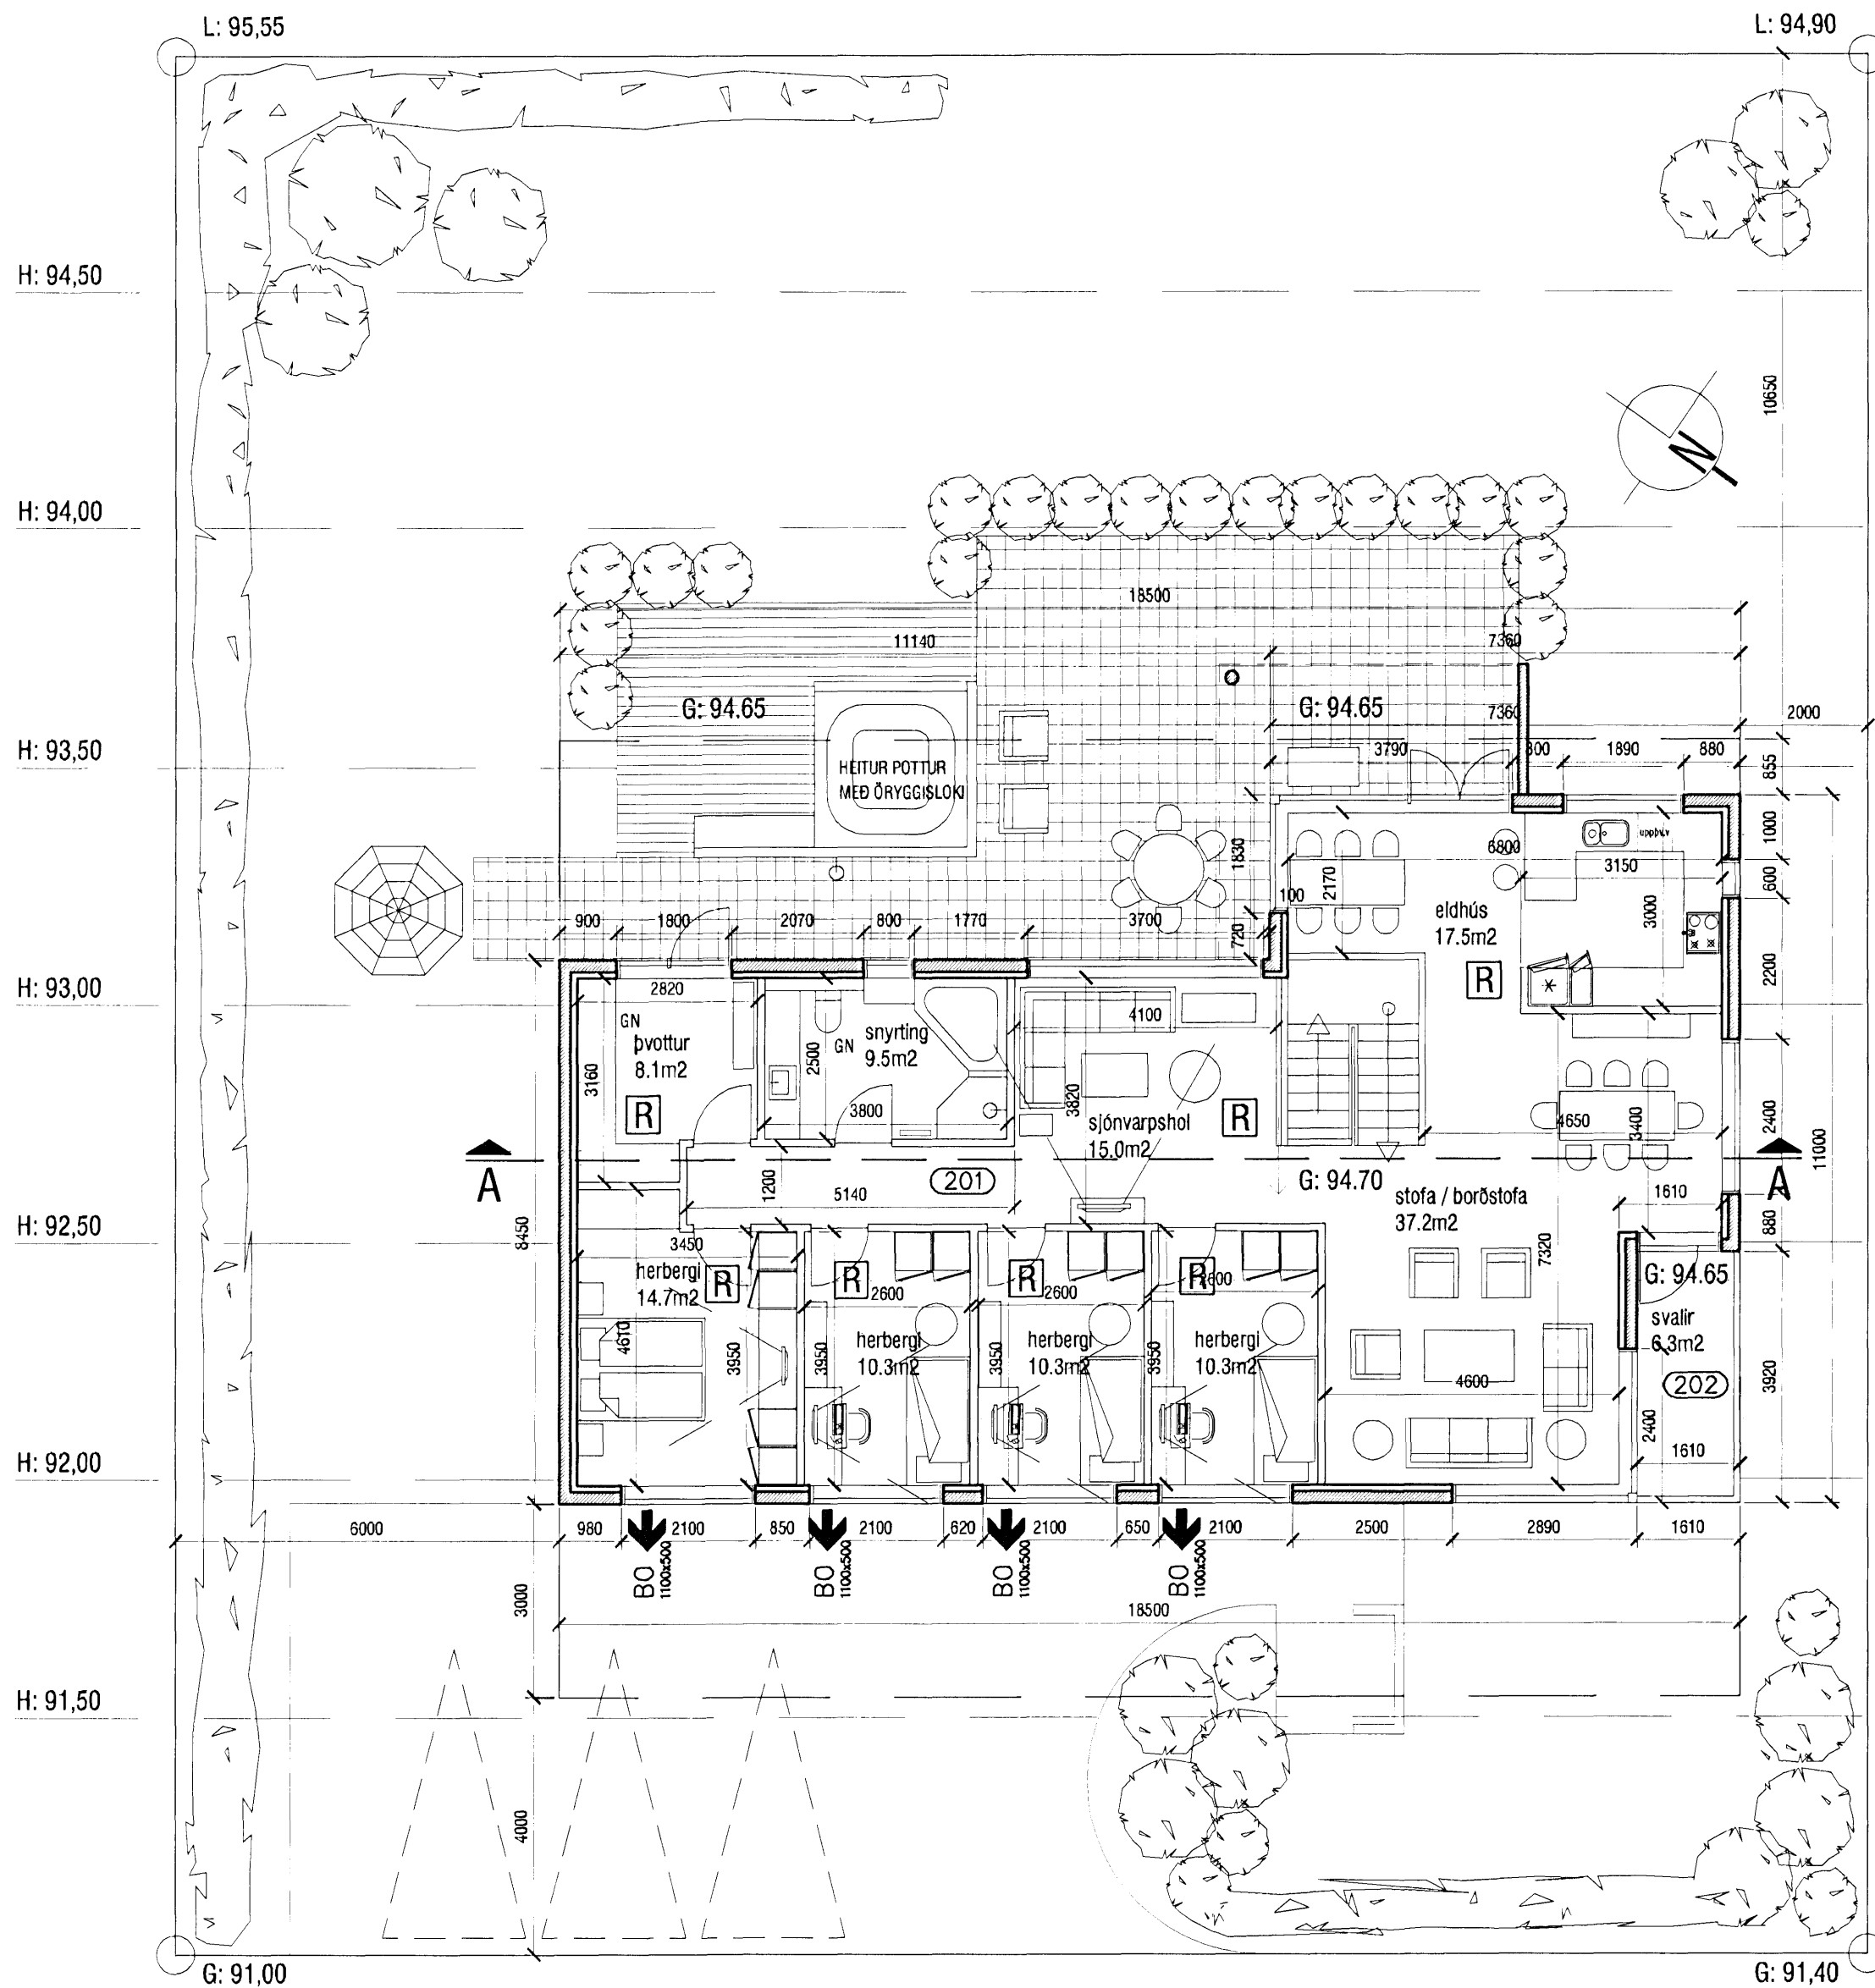 L: 95,55
L: 94,90
H: 94,50
10650
N
H: 94,00
18500
11140
7360
G: 94.65
G: 94.65
7360
2000
H: 93,50
3790
800
1890
880
855
HEITUR POTTUR
MEÐ ÖRYGGISLOKI
1000
uppþv.v
6800
3150
1830
2170
100
600
900
1800
2070
800
1770
3700
720
eldhús
17.5m2
3000
2200
R
H: 93,00
2820
GN
þvottur
8.1m2
3160
R
2500
GN
snyrting
9.5m2
3800
4100
3820
sjónvarpshol
15.0m2
R
4650
3400
2400
11000
A
A
1200
5140
201
G: 94.70
stofa / borðstofa
37.2m2
1610
880
H: 92,50
8450
3450
herbergi
14.7m2
R
R
R
R
2600
2600
2600
7320
G: 94.65
svalir
6.3m2
4610
3950
3950
3950
3950
herbergi
10.3m2
herbergi
10.3m2
herbergi
10.3m2
4600
202
3920
2400
1610
H: 92,00
6000
980
2100
850
2100
620
2100
650
2100
2500
2890
1610
BO
1100x500
BO
1100x500
BO
1100x500
BO
1100x500
3000
18500
H: 91,50
4000
G: 91,00
G: 91,40